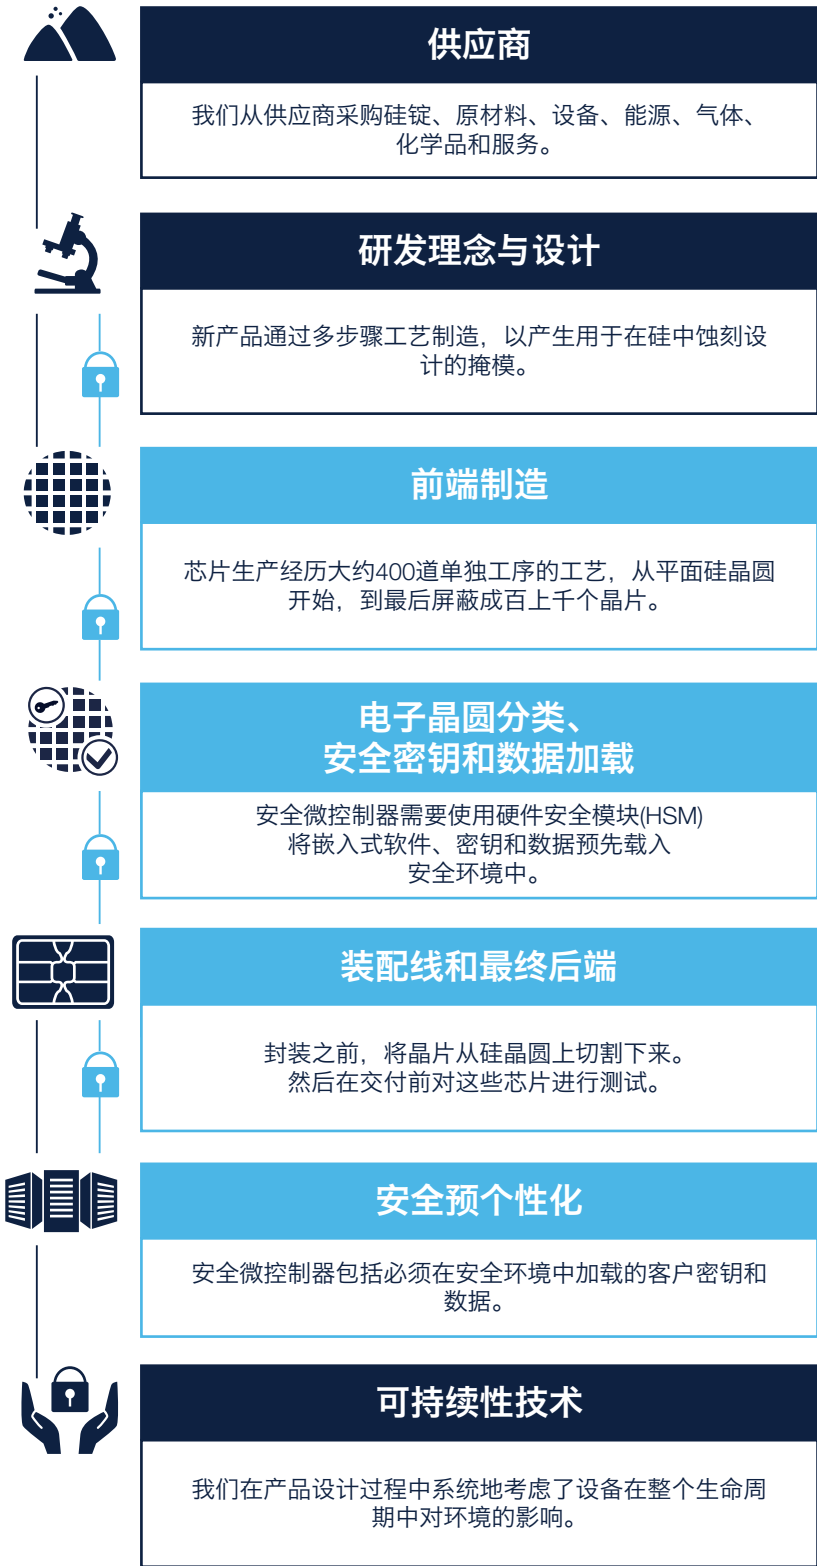 供应商
我们从供应商采购硅锭、原材料、设备、能源、气体、
化学品和服务。
研发理念与设计
新产品通过多步骤工艺制造，以产生用于在硅中蚀刻设
计的掩模。
前端制造
芯片生产经历大约400道单独工序的工艺，从平面硅晶圆
开始，到最后屏蔽成百上千个晶片。
电子晶圆分类、
安全密钥和数据加载
安全微控制器需要使用硬件安全模块(HSM)
将嵌入式软件、密钥和数据预先载入
安全环境中。
装配线和最终后端
封装之前，将晶片从硅晶圆上切割下来。
然后在交付前对这些芯片进行测试。
安全预个性化
安全微控制器包括必须在安全环境中加载的客户密钥和
数据。
可持续性技术
我们在产品设计过程中系统地考虑了设备在整个生命周
期中对环境的影响。